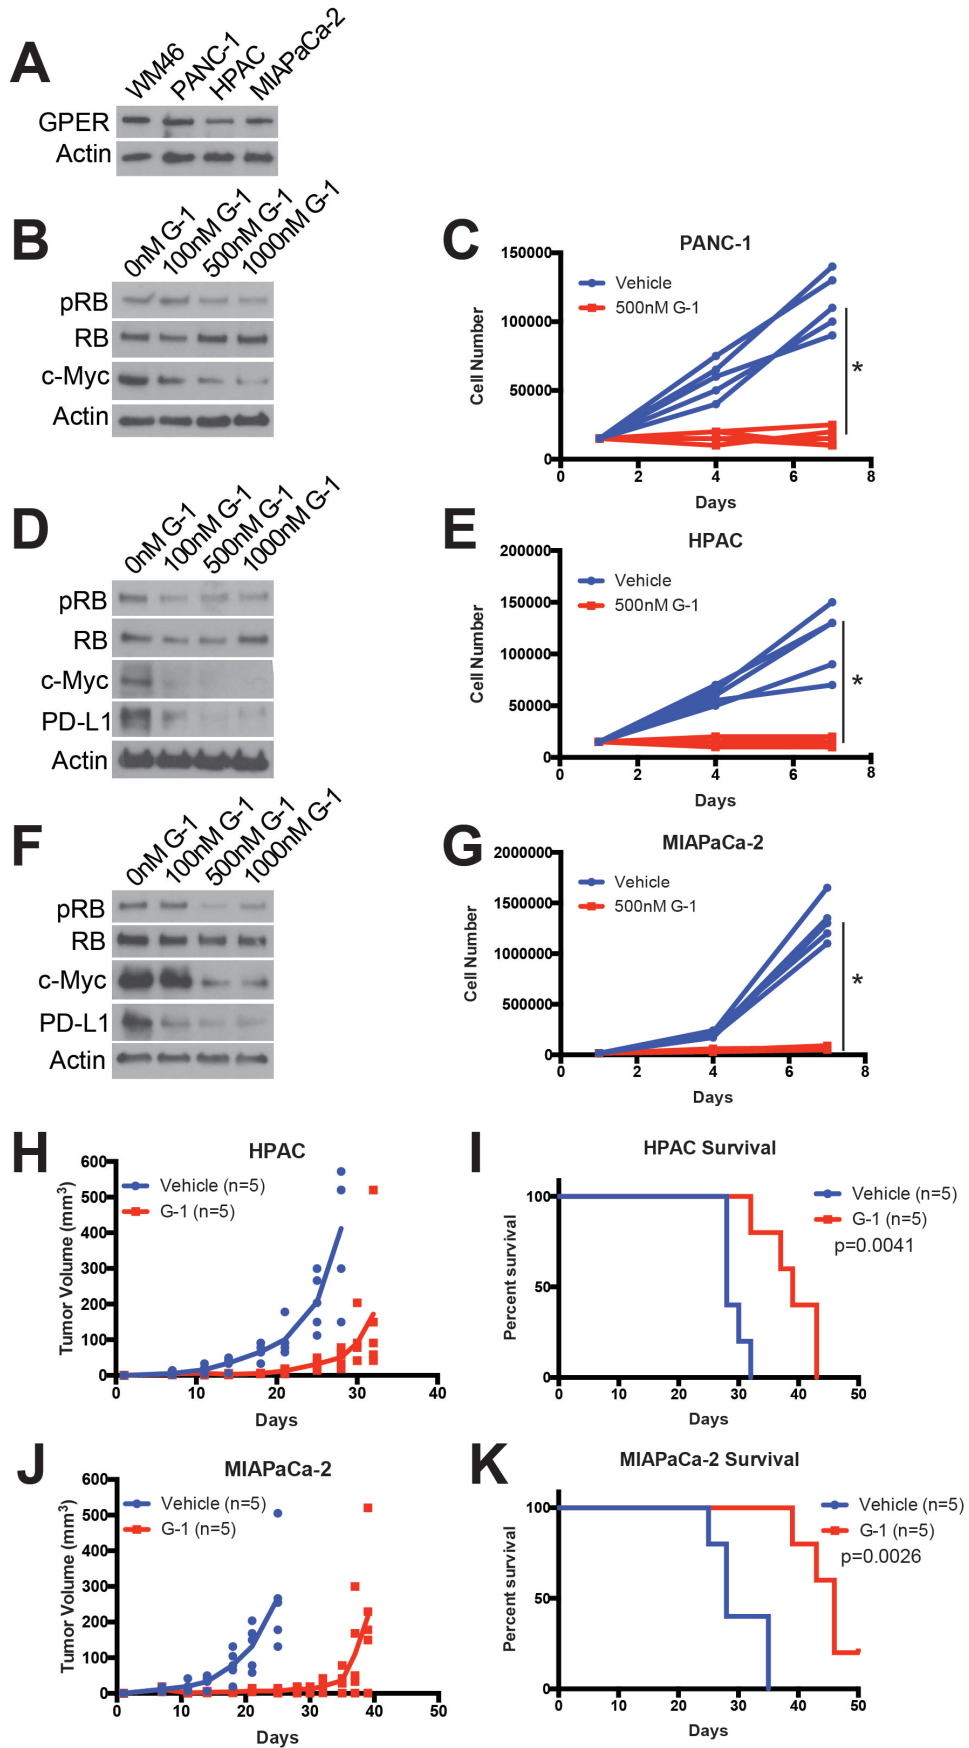 A
WM46
PANC-1
HPAC
MIAPaCa-2
GPER
Actin
B
0nM G-1
100nM G-1
500nM G-1
1000nM G-1
pRB
RB
c-Myc
Actin
C
PANC-1
Vehicle
500nM G-1
Cell Number
150000
100000
50000
0
*
0 2 4 6 8
Days
D
0nM G-1
100nM G-1
500nM G-1
1000nM G-1
pRB
RB
c-Myc
PD-L1
Actin
E
HPAC
Vehicle
500nM G-1
Cell Number
200000
150000
100000
50000
0
*
0 2 4 6 8
Days
F
0nM G-1
100nM G-1
500nM G-1
1000nM G-1
pRB
RB
c-Myc
PD-L1
Actin
G
MIAPaCa-2
Vehicle
500nM G-1
Cell Number
2000000
1500000
1000000
500000
0
*
0 2 4 6 8
Days
H
HPAC
Vehicle (n=5)
G-1 (n=5)
Tumor Volume (mm³)
600
500
400
300
200
100
0
0 10 20 30 40
Days
I
HPAC Survival
Vehicle (n=5)
G-1 (n=5)
p=0.0041
Percent survival
100
50
0
0 10 20 30 40 50
Days
J
MIAPaCa-2
Vehicle (n=5)
G-1 (n=5)
Tumor Volume (mm³)
600
500
400
300
200
100
0
0 10 20 30 40 50
Days
K
MIAPaCa-2 Survival
Vehicle (n=5)
G-1 (n=5)
p=0.0026
Percent survival
100
50
0
0 10 20 30 40 50
Days